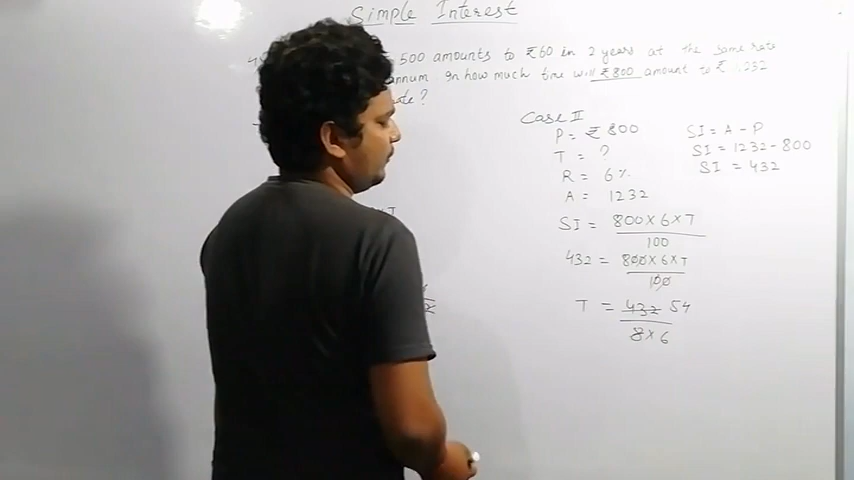 Simple Interest
500 amounts to ₹60 in 2 years at the same rate
annum In how much time will ₹800 amount to ₹ 1232
rate ?
Case II
P = ₹ 800
T = ?
R = 6 %
A = 1232
SI = A - P
SI = 1232 - 800
SI = 432
SI = 800 × 6 × T
100
432 = 800 × 6 × T
100
T = 432 54
8 × 6